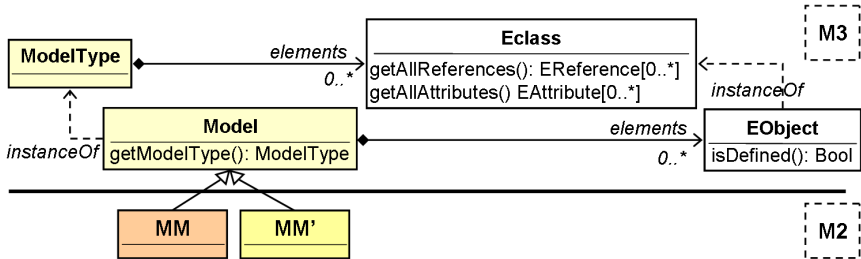 ModelType
elements
0..*
Eclass
getAllReferences(): EReference[0..*]
getAllAttributes() EAttribute[0..*]
M3
instanceOf
instanceOf
Model
getModelType(): ModelType
elements
0..*
EObject
isDefined(): Bool
MM
MM'
M2